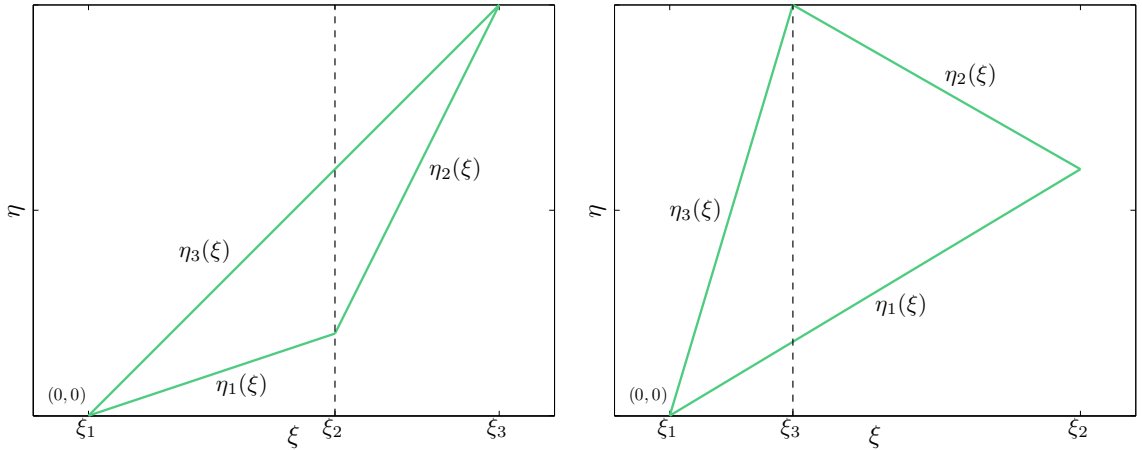 η
η₃(ξ)
η₂(ξ)
η₁(ξ)
(0, 0)
ξ₁
ξ
ξ₂
ξ₃
η
η₂(ξ)
η₃(ξ)
η₁(ξ)
(0, 0)
ξ₁
ξ₃
ξ
ξ₂